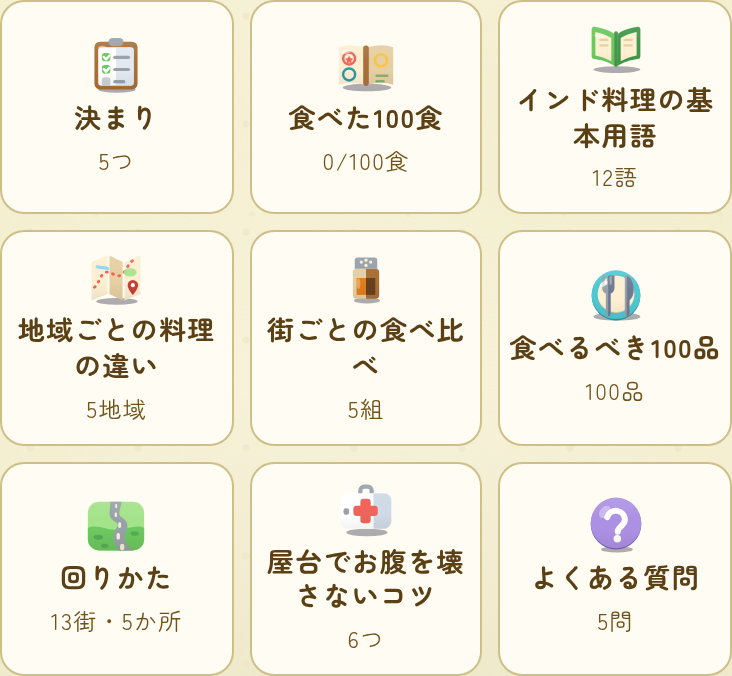 決まり
5つ
食べた100食
0/100食
インド料理の基
本用語
12語
地域ごとの料理
の違い
5地域
街ごとの食べ比
べ
5組
食べるべき100品
100品
回りかた
13街・5か所
屋台でお腹を壊
さないコツ
6つ
よくある質問
5問